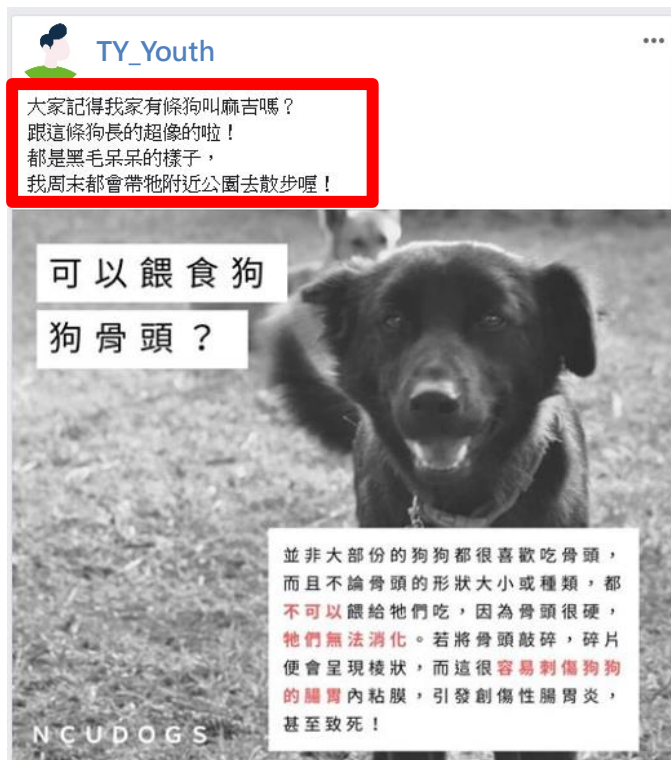 TY_Youth
大家記得我家有條狗叫麻吉嗎？
跟這條狗長的超像的啦！
都是黑毛呆呆的樣子，
我周末都會帶牠附近公園去散步喔！
可以餵食狗
狗骨頭？
並非大部份的狗狗都很喜歡吃骨頭，
而且不論骨頭的形狀大小或種類，都
不可以餵給牠們吃，因為骨頭很硬，
牠們無法消化。若將骨頭敲碎，碎片
便會呈現棱狀，而這很容易刺傷狗狗
的腸胃內粘膜，引發創傷性腸胃炎，
甚至致死！
NCUDOGS